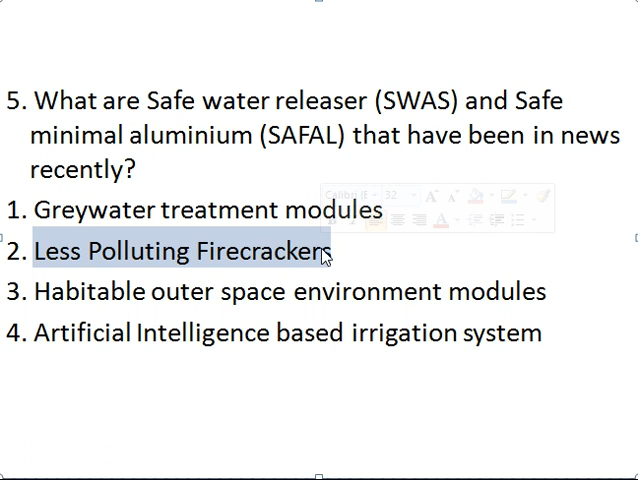 5. What are Safe water releaser (SWAS) and Safe
minimal aluminium (SAFAL) that have been in news
recently?
Calibri (E 32 A A
1. Greywater treatment modules
B I A
2. Less Polluting Firecrackers
3. Habitable outer space environment modules
4. Artificial Intelligence based irrigation system